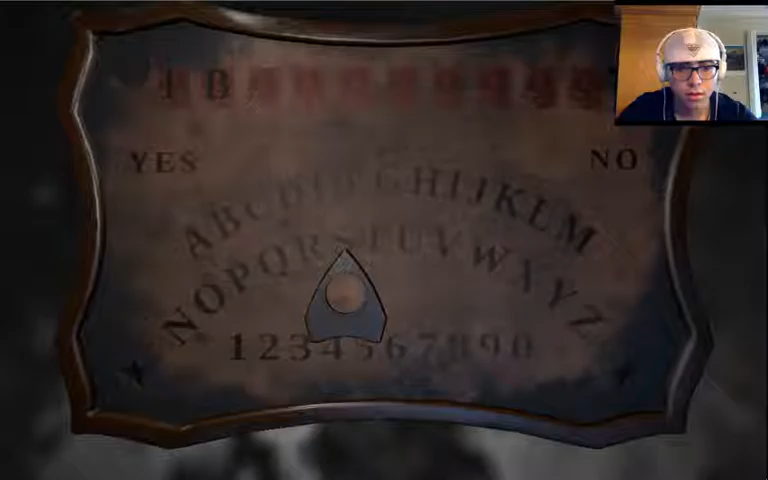 YES NO
ABCDEFGHIJKLM
NOPQRSTUVWXYZ
1234567890